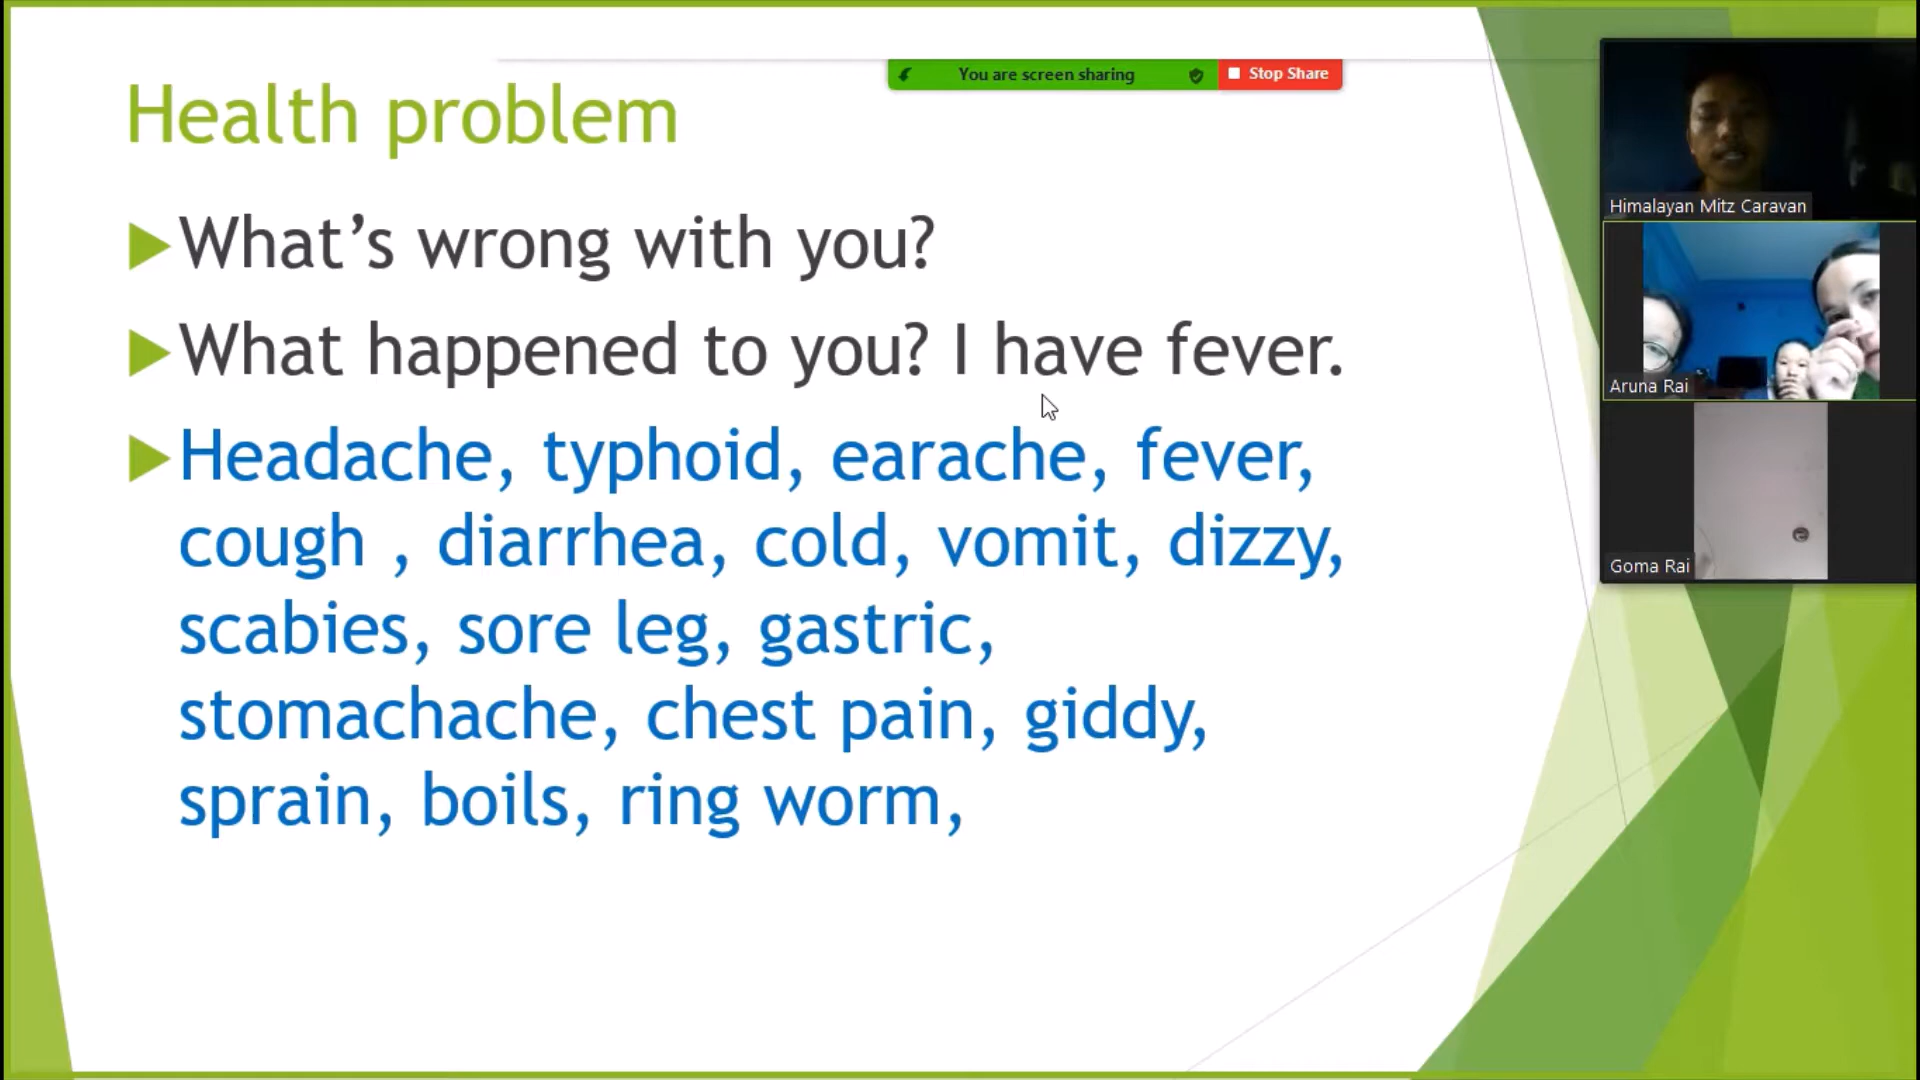 You are screen sharing
Stop Share
Health problem
What’s wrong with you?
What happened to you? I have fever.
Headache, typhoid, earache, fever,
cough , diarrhea, cold, vomit, dizzy,
scabies, sore leg, gastric,
stomachache, chest pain, giddy,
sprain, boils, ring worm,
Himalayan Mitz Caravan
Aruna Rai
Goma Rai